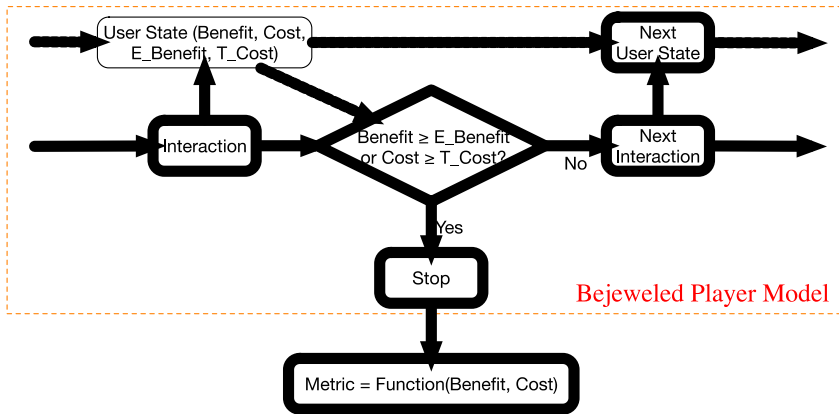 User State (Benefit, Cost,
E_Benefit, T_Cost)
Next
User State
Interaction
Benefit ≥ E_Benefit
or Cost ≥ T_Cost?
No
Next
Interaction
Yes
Stop
Bejeweled Player Model
Metric = Function(Benefit, Cost)